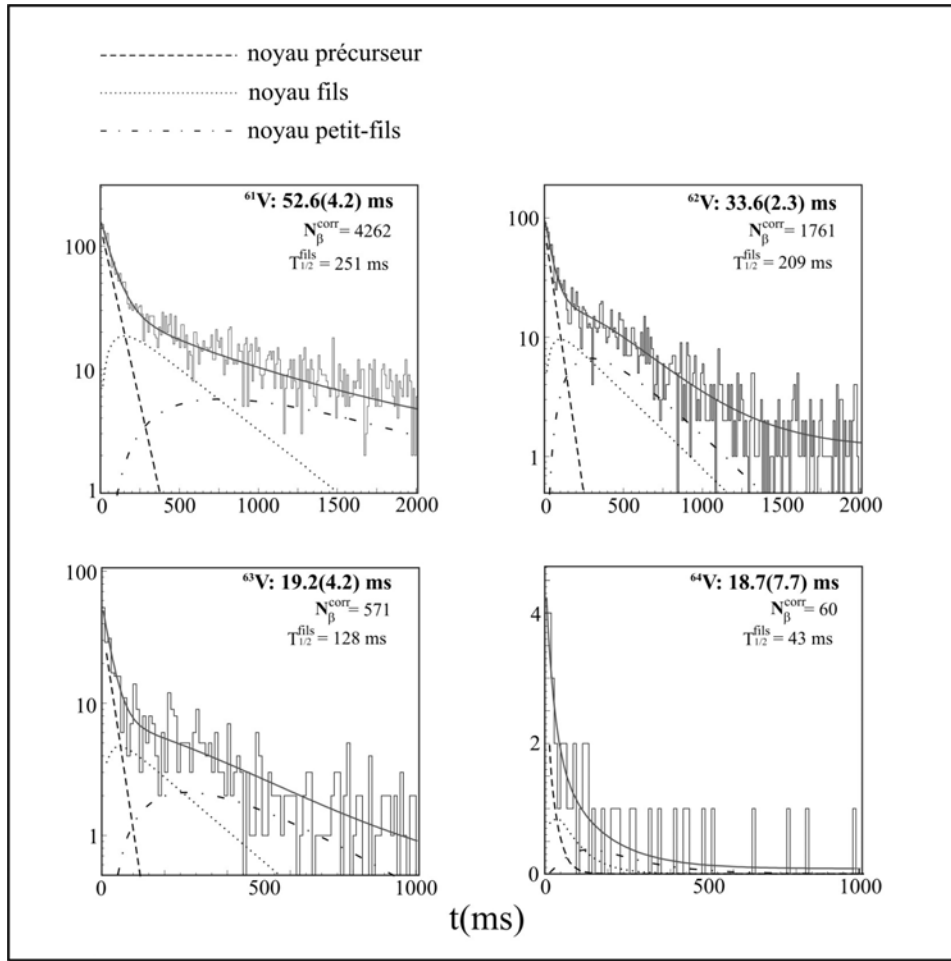 noyau précurseur
noyau fils
noyau petit-fils
⁶¹V: 52.6(4.2) ms
N_β^corr = 4262
T_1/2^fils = 251 ms
100
10
1
0 500 1000 1500 2000
⁶²V: 33.6(2.3) ms
N_β^corr = 1761
T_1/2^fils = 209 ms
100
10
1
0 500 1000 1500 2000
⁶³V: 19.2(4.2) ms
N_β^corr = 571
T_1/2^fils = 128 ms
100
10
1
0 500 1000
⁶⁴V: 18.7(7.7) ms
N_β^corr = 60
T_1/2^fils = 43 ms
4
2
0
0 500 1000
t(ms)